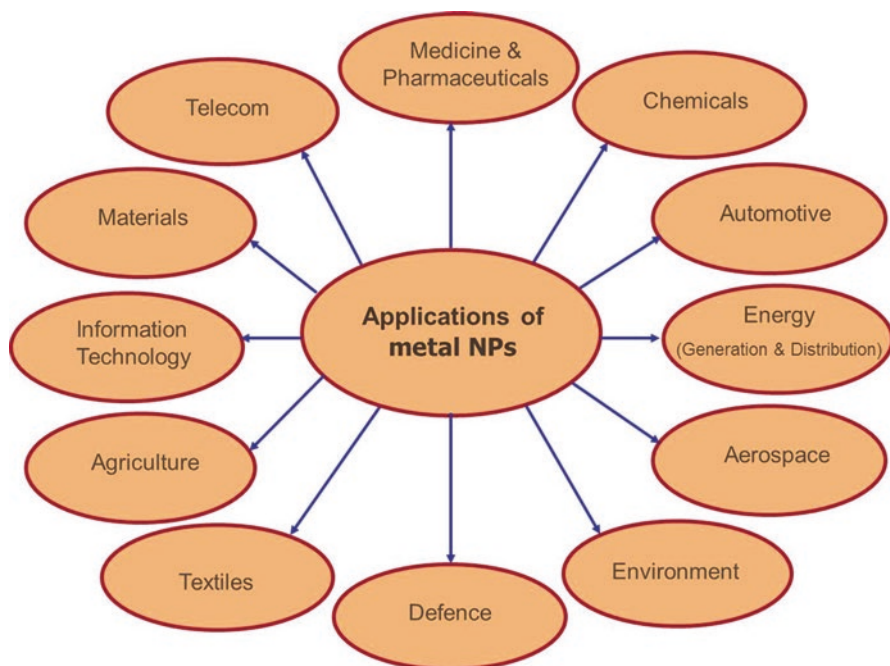 Medicine &
Pharmaceuticals
Chemicals
Telecom
Automotive
Materials
Applications of
metal NPs
Energy
(Generation & Distribution)
Information
Technology
Agriculture
Aerospace
Textiles
Environment
Defence